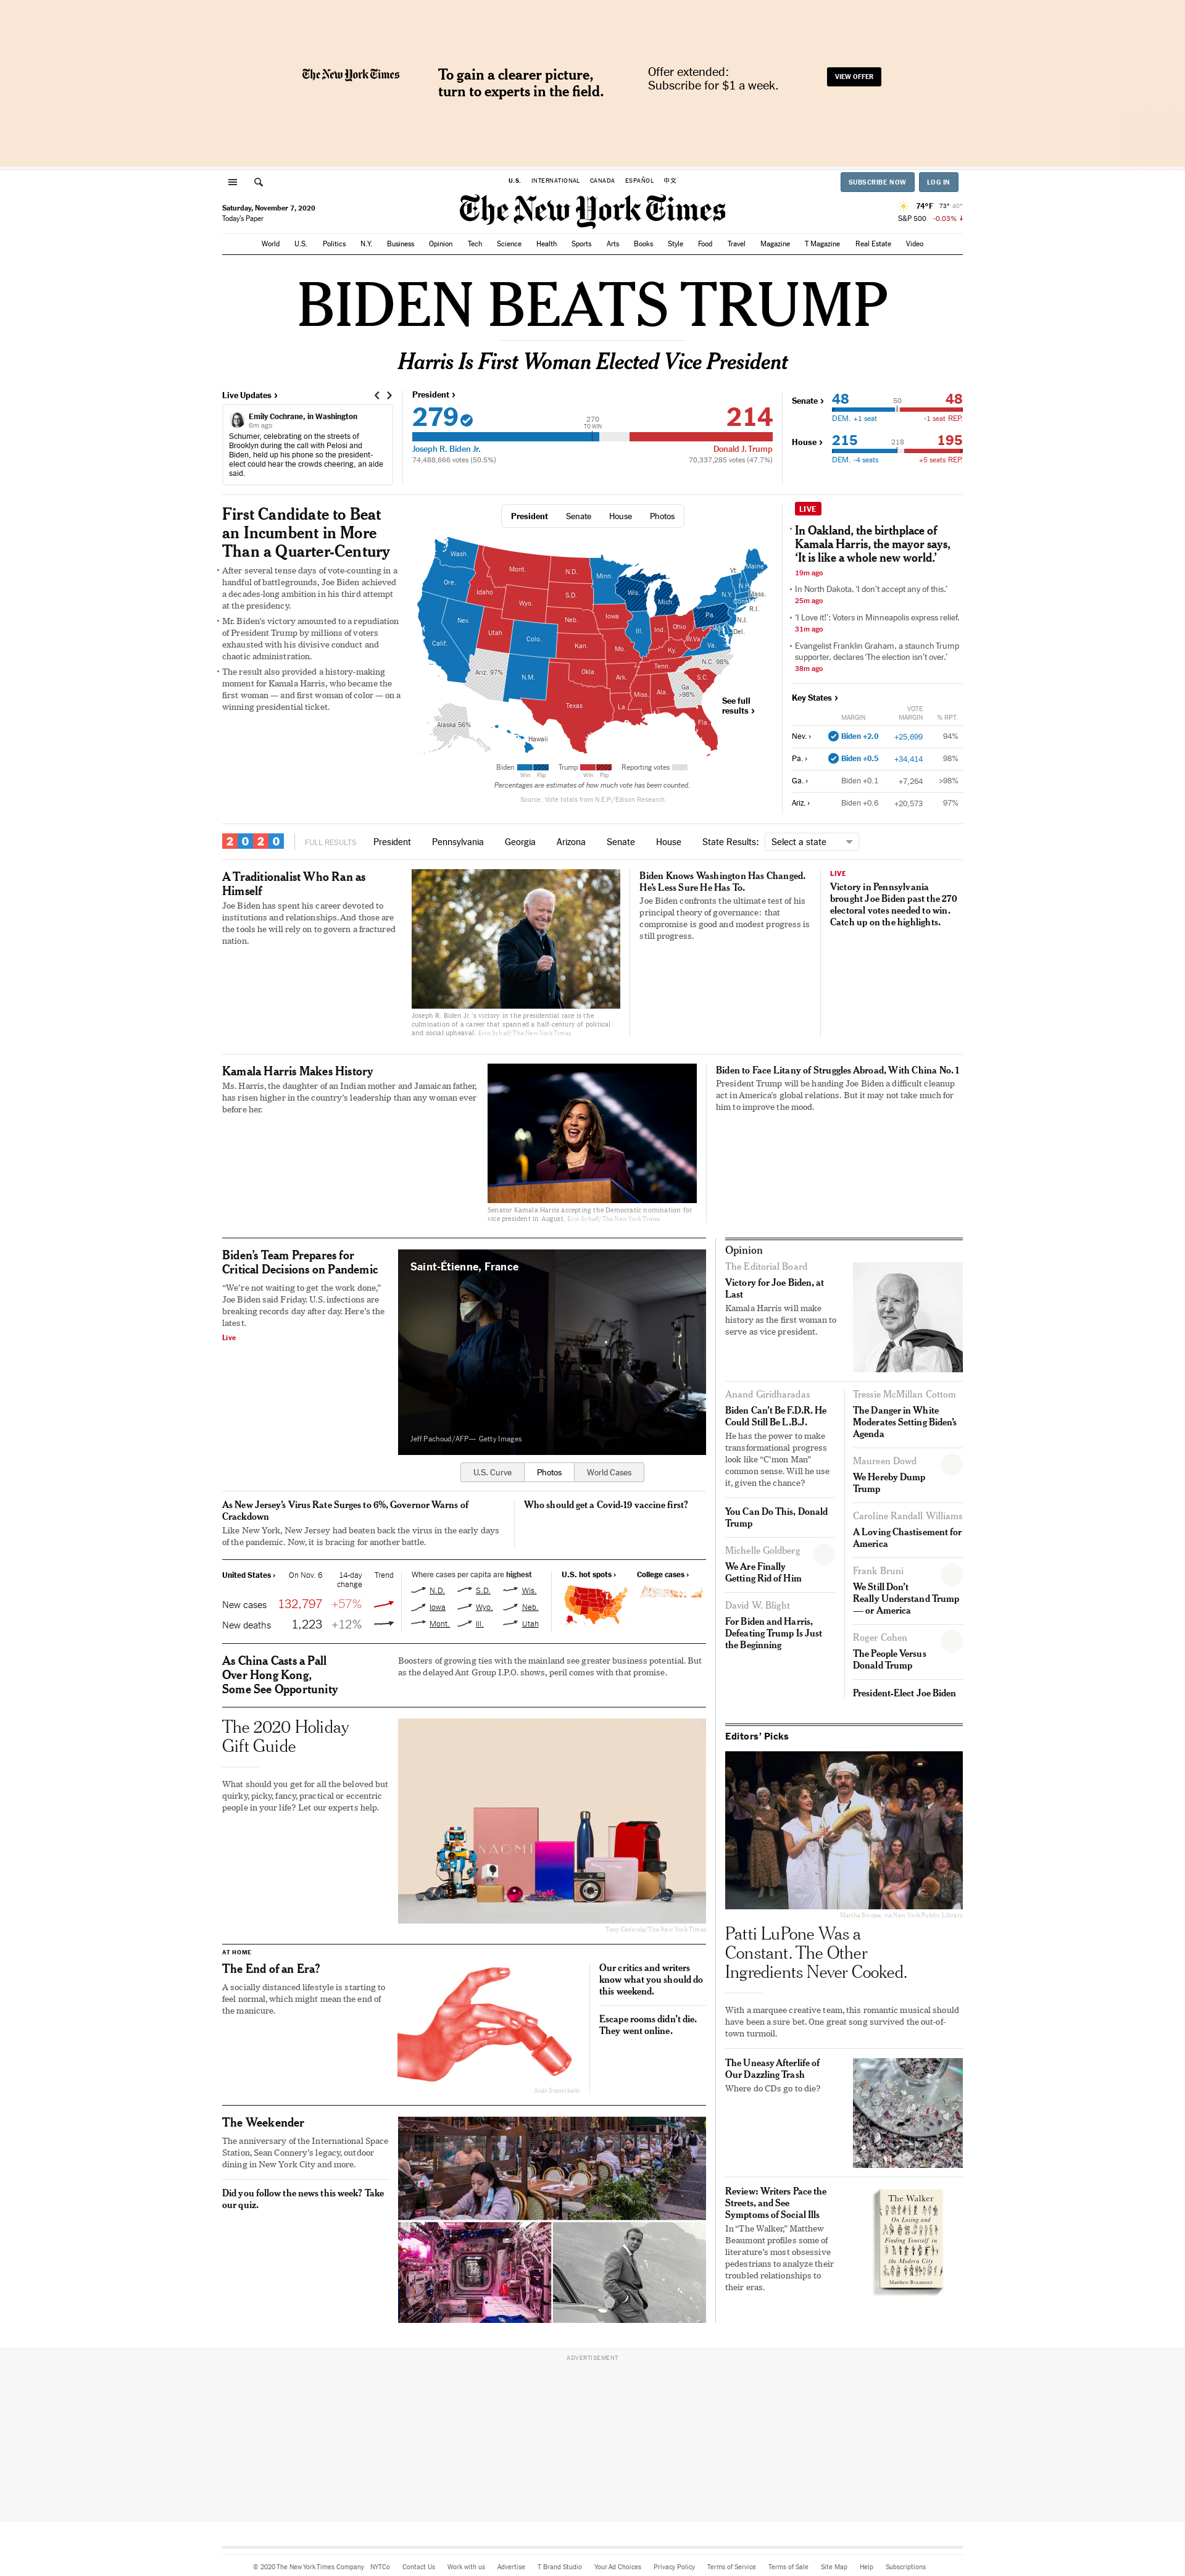 The New York Times
To gain a clearer picture,
turn to experts in the field.
Offer extended:
Subscribe for $1 a week.
VIEW OFFER
U.S. INTERNATIONAL CANADA ESPAÑOL 中文
SUBSCRIBE NOW LOG IN
Saturday, November 7, 2020
Today's Paper
The New York Times
74°F 73° 40°
S&P 500 -0.03%
World U.S. Politics N.Y. Business Opinion Tech Science Health Sports Arts Books Style Food Travel Magazine T Magazine Real Estate Video
BIDEN BEATS TRUMP
Harris Is First Woman Elected Vice President
Live Updates ›
Emily Cochrane, in Washington
6m ago
Schumer, celebrating on the streets of
Brooklyn during the call with Pelosi and
Biden, held up his phone so the president-
elect could hear the crowds cheering, an aide
said.
President ›
279 270 214
TO WIN
Joseph R. Biden Jr. Donald J. Trump
74,488,666 votes (50.5%) 70,337,285 votes (47.7%)
Senate › 48 50 48
DEM. +1 seat -1 seat REP.
House › 215 218 195
DEM. -4 seats +5 seats REP.
First Candidate to Beat
an Incumbent in More
Than a Quarter-Century
• After several tense days of vote-counting in a
handful of battlegrounds, Joe Biden achieved
a decades-long ambition in his third attempt
at the presidency.
• Mr. Biden's victory amounted to a repudiation
of President Trump by millions of voters
exhausted with his divisive conduct and
chaotic administration.
• The result also provided a history-making
moment for Kamala Harris, who became the
first woman — and first woman of color — on a
winning presidential ticket.
President Senate House Photos
Wash.
Mont.
N.D.
Minn.
Vt.
Maine
Ore.
Idaho
S.D.
Wis.
Mich.
N.Y.
N.H.
Mass.
Conn.
R.I.
Wyo.
Nev.
Neb.
Iowa
Pa.
N.J.
Utah
Colo.
Ill.
Ind.
Ohio
W.Va.
Del.
Calif.
Kan.
Mo.
Ky.
Va.
Ariz. 97%
N.M.
Okla.
Ark.
Tenn.
N.C. 98%
S.C.
Miss.
Ala.
Ga.
>98%
Texas
La.
Fla.
Alaska 56%
Hawaii
See full
results ›
Biden Trump Reporting votes
Win Flip Win Flip
Percentages are estimates of how much vote has been counted.
Source: Vote totals from N.E.P./Edison Research
LIVE
• In Oakland, the birthplace of
Kamala Harris, the mayor says,
‘It is like a whole new world.’
19m ago
• In North Dakota, ‘I don’t accept any of this.’
25m ago
• ‘I Love it!’: Voters in Minneapolis express relief.
31m ago
• Evangelist Franklin Graham, a staunch Trump
supporter, declares ‘The election isn’t over.’
38m ago
Key States ›
MARGIN VOTE MARGIN % RPT.
Nev. › Biden +2.0 +25,699 94%
Pa. › Biden +0.5 +34,414 98%
Ga. › Biden +0.1 +7,264 >98%
Ariz. › Biden +0.6 +20,573 97%
2020 FULL RESULTS President Pennsylvania Georgia Arizona Senate House State Results: Select a state
A Traditionalist Who Ran as
Himself
Joe Biden has spent his career devoted to
institutions and relationships. And those are
the tools he will rely on to govern a fractured
nation.
Joseph R. Biden Jr.'s victory in the presidential race is the
culmination of a career that spanned a half-century of political
and social upheaval. Erin Schaff/The New York Times
Biden Knows Washington Has Changed.
He's Less Sure He Has To.
Joe Biden confronts the ultimate test of his
principal theory of governance: that
compromise is good and modest progress is
still progress.
LIVE
Victory in Pennsylvania
brought Joe Biden past the 270
electoral votes needed to win.
Catch up on the highlights.
Kamala Harris Makes History
Ms. Harris, the daughter of an Indian mother and Jamaican father,
has risen higher in the country's leadership than any woman ever
before her.
Senator Kamala Harris accepting the Democratic nomination for
vice president in August. Erin Schaff/The New York Times
Biden to Face Litany of Struggles Abroad, With China No. 1
President Trump will be handing Joe Biden a difficult cleanup
act in America's global relations. But it may not take much for
him to improve the mood.
Biden's Team Prepares for
Critical Decisions on Pandemic
“We're not waiting to get the work done,”
Joe Biden said Friday. U.S. infections are
breaking records day after day. Here's the
latest.
Live
Saint-Étienne, France
Jeff Pachoud/AFP— Getty Images
U.S. Curve Photos World Cases
As New Jersey's Virus Rate Surges to 6%, Governor Warns of
Crackdown
Like New York, New Jersey had beaten back the virus in the early days
of the pandemic. Now, it is bracing for another battle.
Who should get a Covid-19 vaccine first?
United States › On Nov. 6 14-day change Trend
New cases 132,797 +57%
New deaths 1,223 +12%
Where cases per capita are highest
N.D. S.D. Wis.
Iowa Wyo. Neb.
Mont. Ill. Utah
U.S. hot spots › College cases ›
As China Casts a Pall
Over Hong Kong,
Some See Opportunity
Boosters of growing ties with the mainland see greater business potential. But
as the delayed Ant Group I.P.O. shows, peril comes with that promise.
The 2020 Holiday
Gift Guide
What should you get for all the beloved but
quirky, picky, fancy, practical or eccentric
people in your life? Let our experts help.
NAOMI
Tony Cenicola/The New York Times
AT HOME
The End of an Era?
A socially distanced lifestyle is starting to
feel normal, which might mean the end of
the manicure.
Our critics and writers
know what you should do
this weekend.
Escape rooms didn't die.
They went online.
The Weekender
The anniversary of the International Space
Station, Sean Connery's legacy, outdoor
dining in New York City and more.
Did you follow the news this week? Take
our quiz.
Opinion
The Editorial Board
Victory for Joe Biden, at
Last
Kamala Harris will make
history as the first woman to
serve as vice president.
Anand Giridharadas
Biden Can't Be F.D.R. He
Could Still Be L.B.J.
He has the power to make
transformational progress
look like “C'mon Man”
common sense. Will he use
it, given the chance?
You Can Do This, Donald
Trump
Michelle Goldberg
We Are Finally
Getting Rid of Him
David W. Blight
For Biden and Harris,
Defeating Trump Is Just
the Beginning
Tressie McMillan Cottom
The Danger in White
Moderates Setting Biden's
Agenda
Maureen Dowd
We Hereby Dump
Trump
Caroline Randall Williams
A Loving Chastisement for
America
Frank Bruni
We Still Don't
Really Understand Trump
— or America
Roger Cohen
The People Versus
Donald Trump
President-Elect Joe Biden
Editors' Picks
Martha Swope, via New York Public Library
Patti LuPone Was a
Constant. The Other
Ingredients Never Cooked.
With a marquee creative team, this romantic musical should
have been a sure bet. One great song survived the out-of-
town turmoil.
The Uneasy Afterlife of
Our Dazzling Trash
Where do CDs go to die?
Review: Writers Pace the
Streets, and See
Symptoms of Social Ills
In “The Walker,” Matthew
Beaumont profiles some of
literature's most obsessive
pedestrians to analyze their
troubled relationships to
their eras.
The Walker
On Losing and
Finding Yourself in
the Modern City
Matthew Beaumont
ADVERTISEMENT
© 2020 The New York Times Company NYTCo Contact Us Work with us Advertise T Brand Studio Your Ad Choices Privacy Policy Terms of Service Terms of Sale Site Map Help Subscriptions